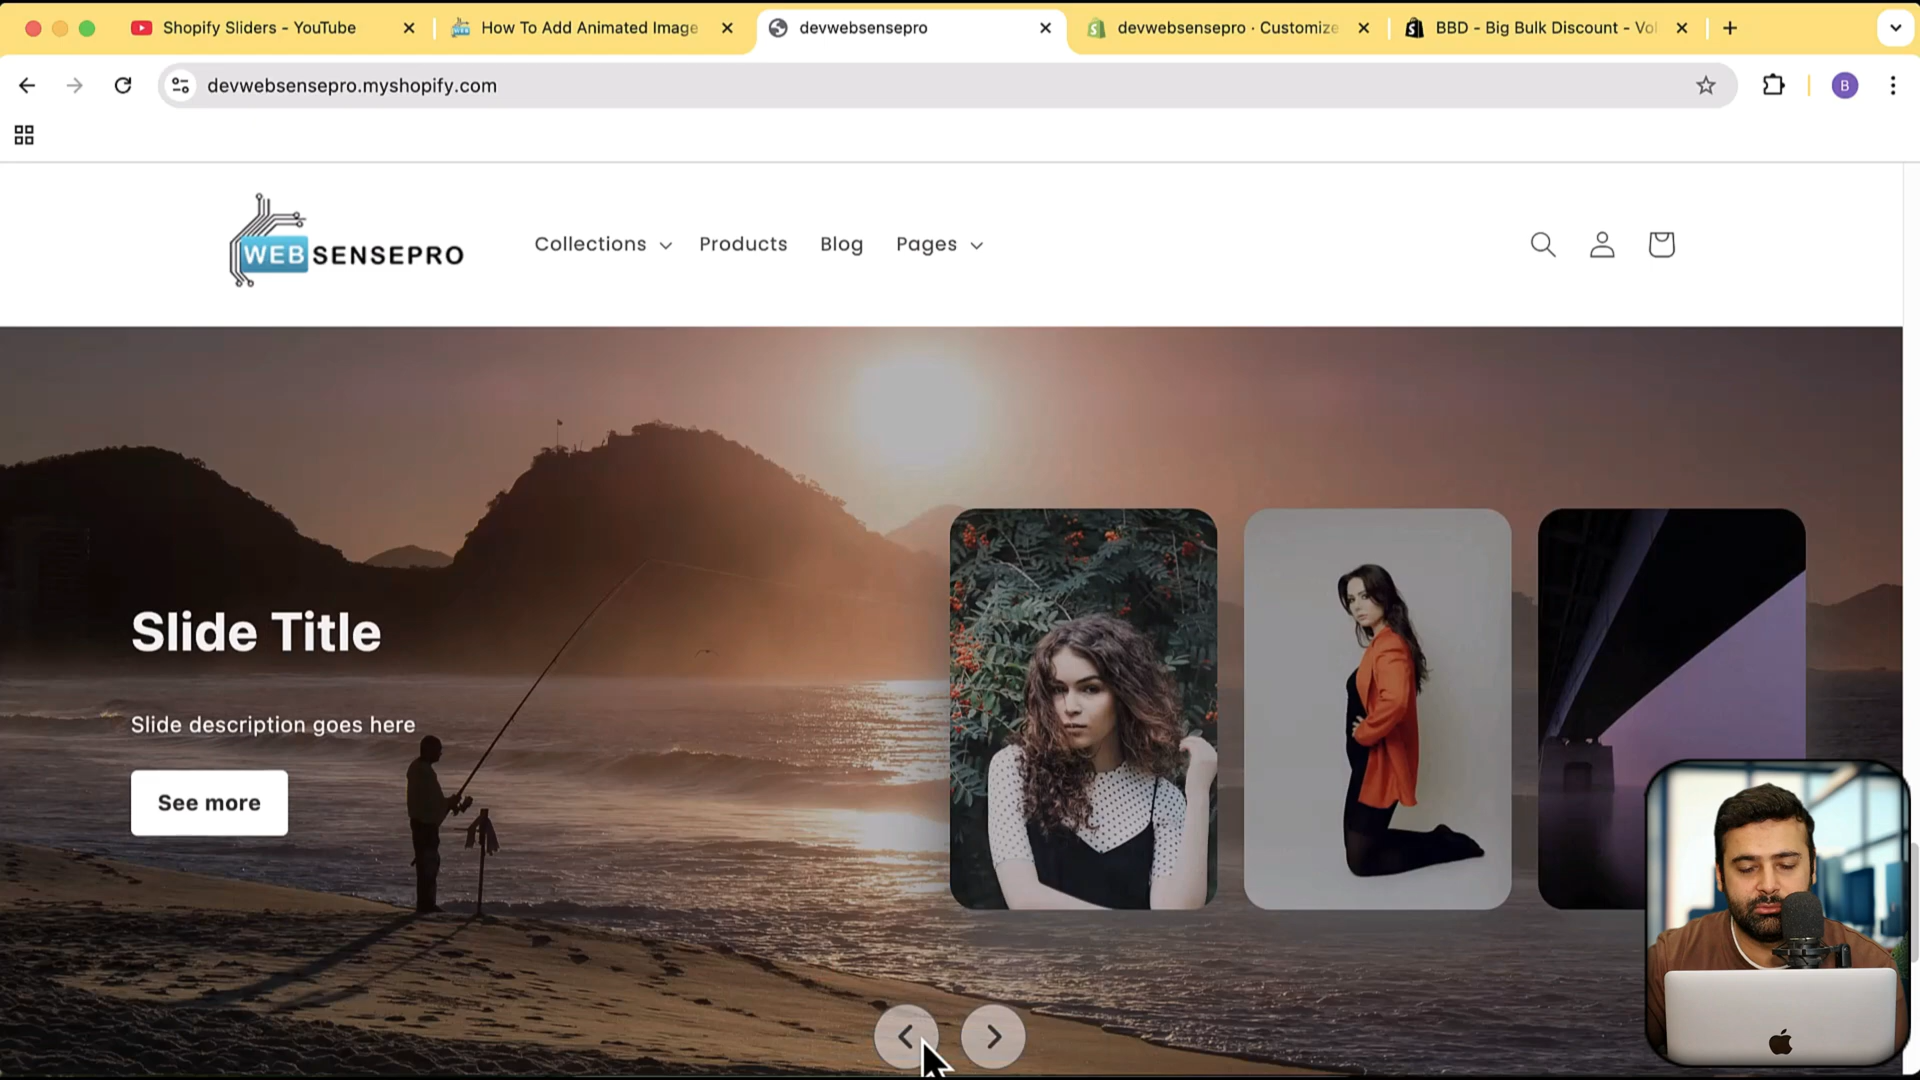 Shopify Sliders - YouTube
How To Add Animated Image
devwebsensepro
devwebsensepro · Customize
BBD - Big Bulk Discount - Vol
devwebsensepro.myshopify.com
B
WEB SENSEPRO
Collections
Products
Blog
Pages
Slide Title
Slide description goes here
See more